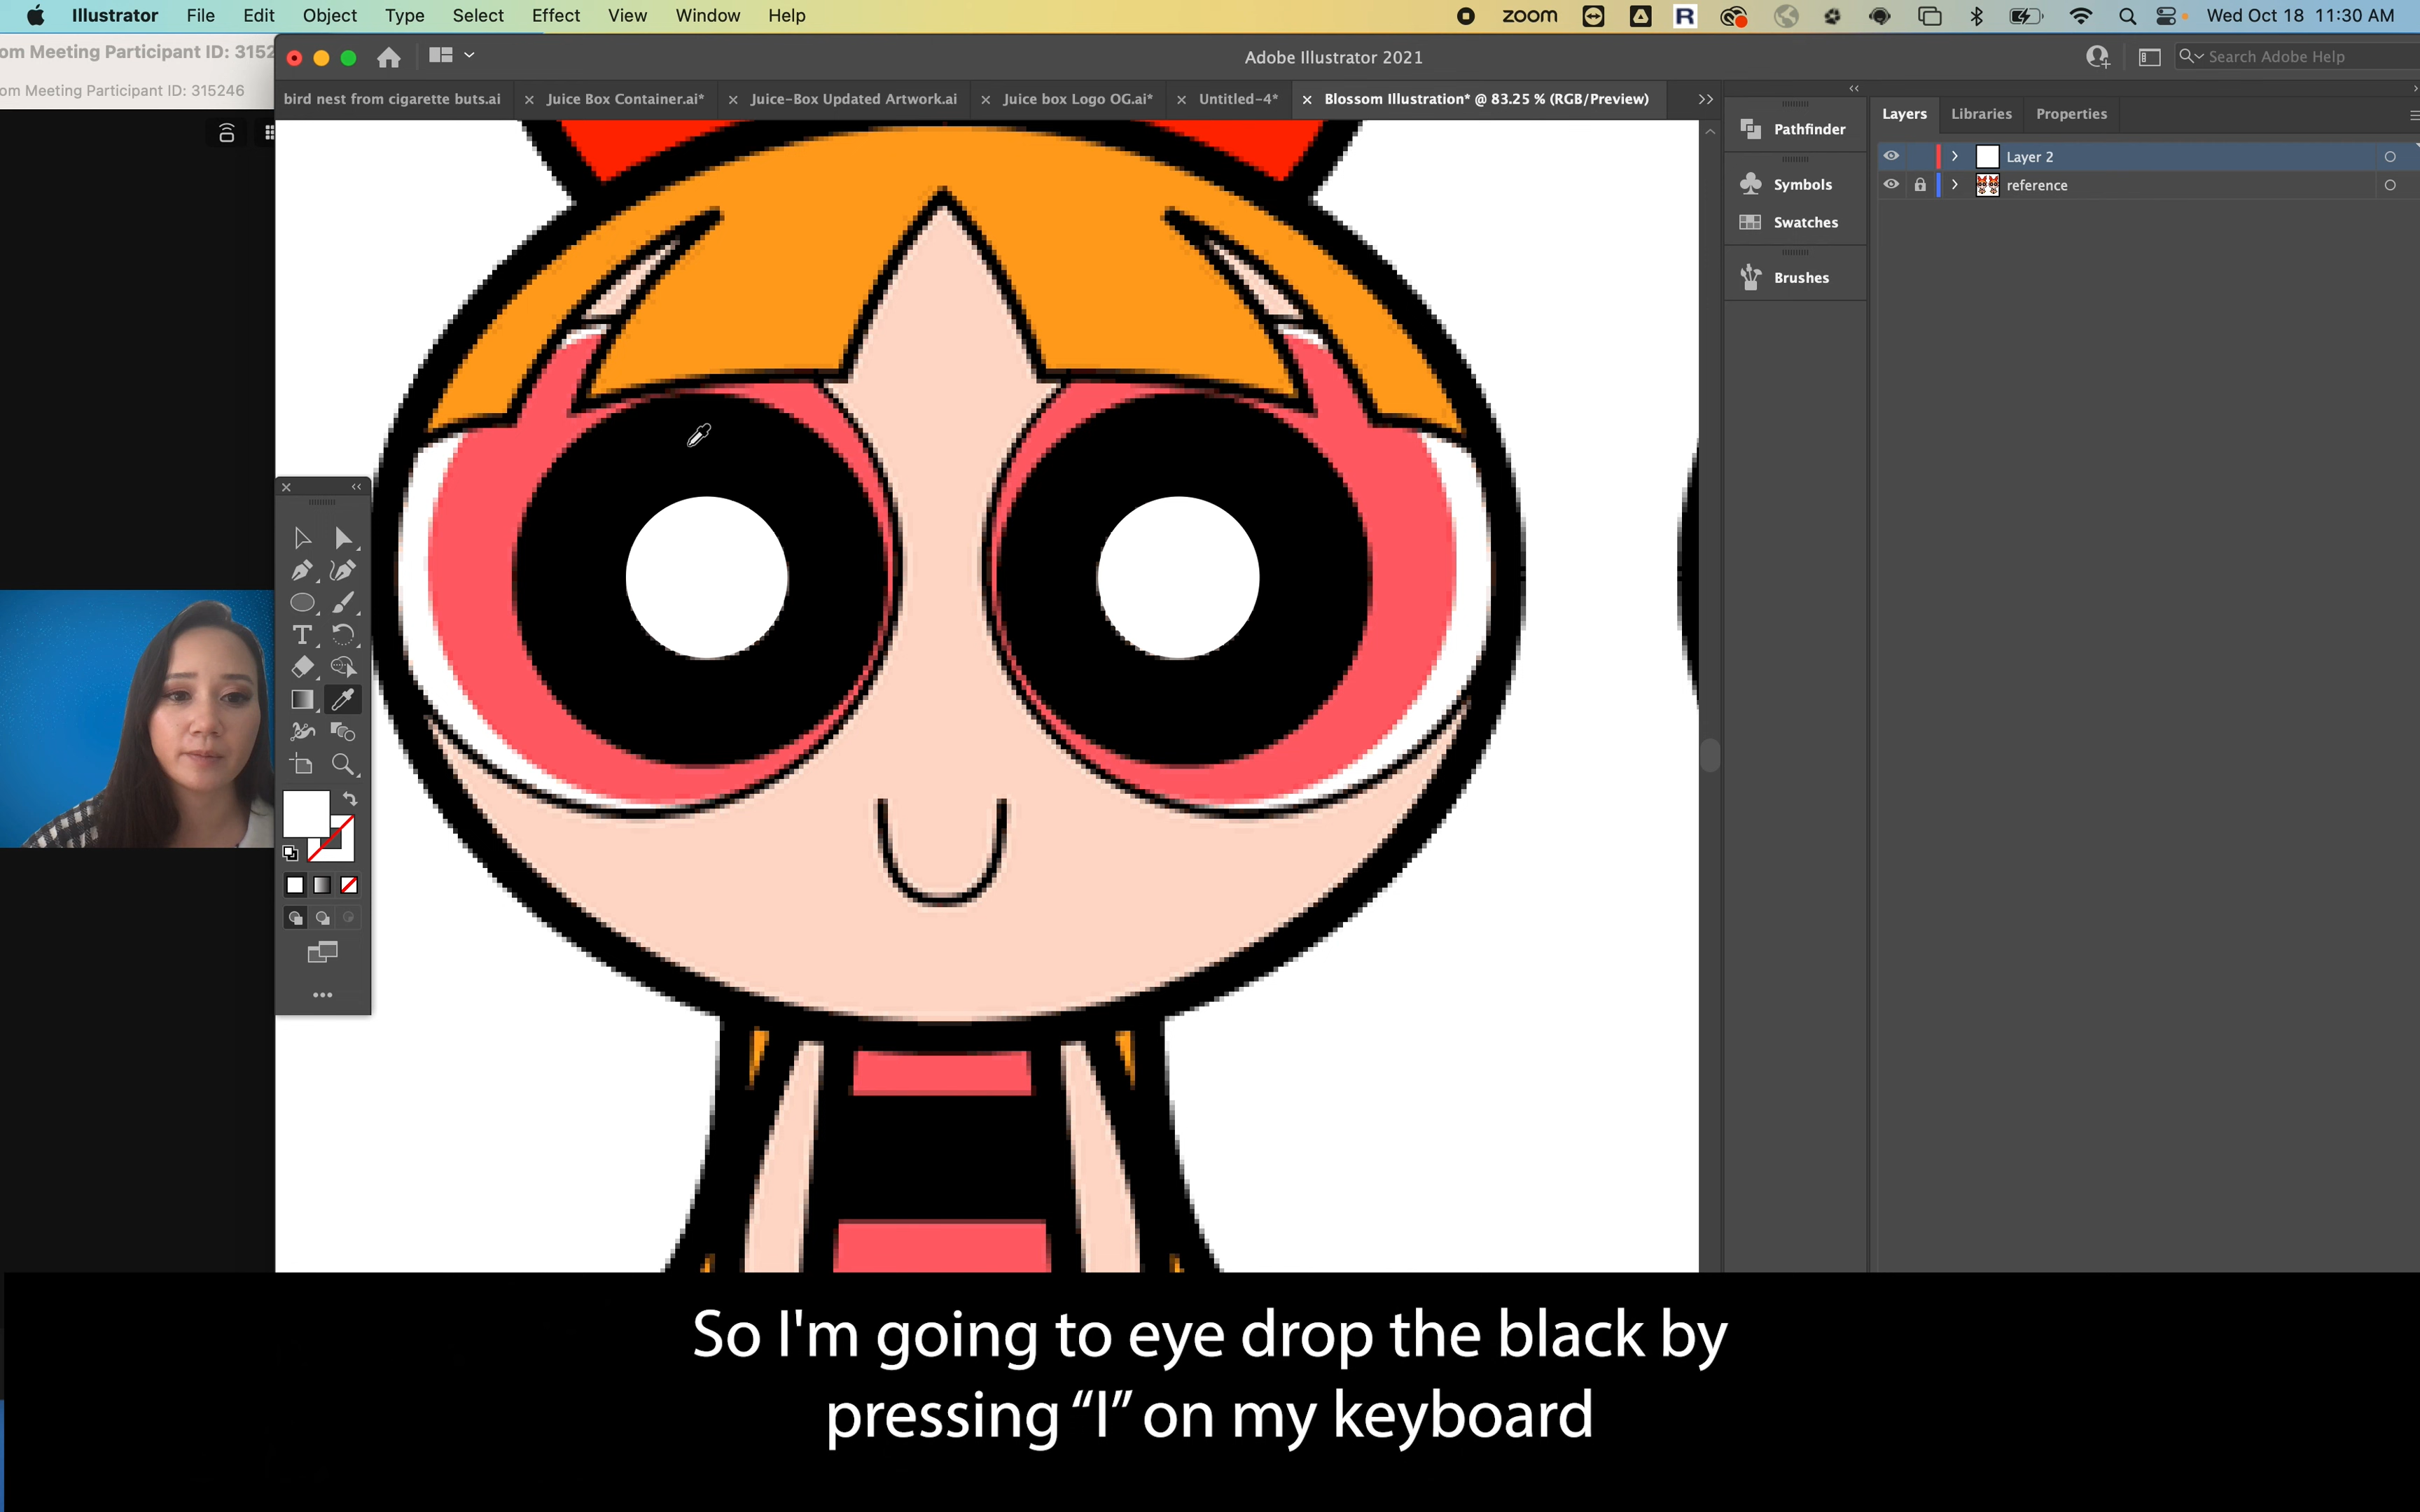 Illustrator File Edit Object Type Select Effect View Window Help zoom Wed Oct 18 11:30 AM
om Meeting Participant ID: 3152
Adobe Illustrator 2021
Search Adobe Help
om Meeting Participant ID: 315246
bird nest from cigarette buts.ai
Juice Box Container.ai*
Juice-Box Updated Artwork.ai
Juice box Logo OG.ai*
Untitled-4*
Blossom Illustration* @ 83.25 % (RGB/Preview)
Pathfinder
Symbols
Swatches
Brushes
Layers Libraries Properties
Layer 2
reference
So I'm going to eye drop the black by
pressing “I” on my keyboard